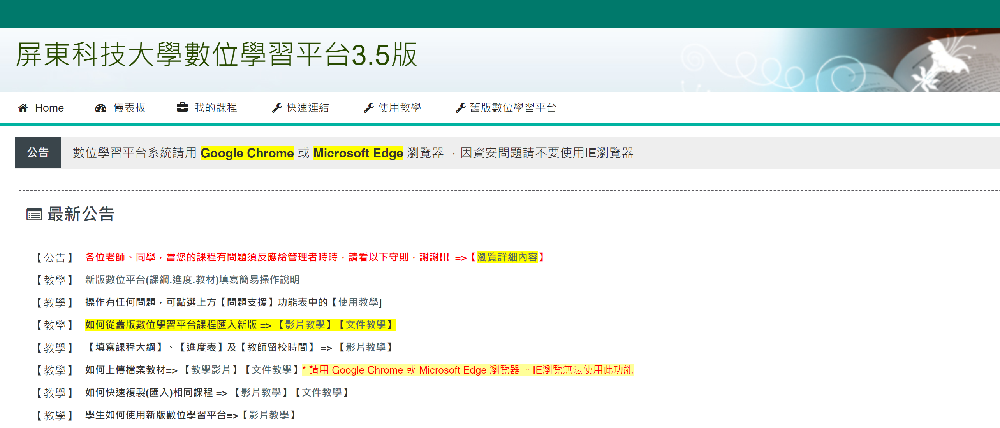 屏東科技大學數位學習平台3.5版
Home 儀表板 我的課程 快速連結 使用教學 舊版數位學習平台
公告 數位學習平台系統請用 Google Chrome 或 Microsoft Edge 瀏覽器 ，因資安問題請不要使用IE瀏覽器
最新公告
【公告】 各位老師、同學，當您的課程有問題須反應給管理者時時，請看以下守則，謝謝!!! =>【瀏覽詳細內容】
【教學】 新版數位平台(課綱.進度.教材)填寫簡易操作說明
【教學】 操作有任何問題，可點選上方【問題支援】功能表中的【使用教學]
【教學】 如何從舊版數位學習平台課程匯入新版 => 【影片教學】【文件教學】
【教學】 【填寫課程大綱】、【進度表】及【教師留校時間】 => 【影片教學】
【教學】 如何上傳檔案教材=> 【教學影片】【文件教學】* 請用 Google Chrome 或 Microsoft Edge 瀏覽器 。IE瀏覽無法使用此功能
【教學】 如何快速複製(匯入)相同課程 => 【影片教學】【文件教學】
【教學】 學生如何使用新版數位學習平台=>【影片教學】